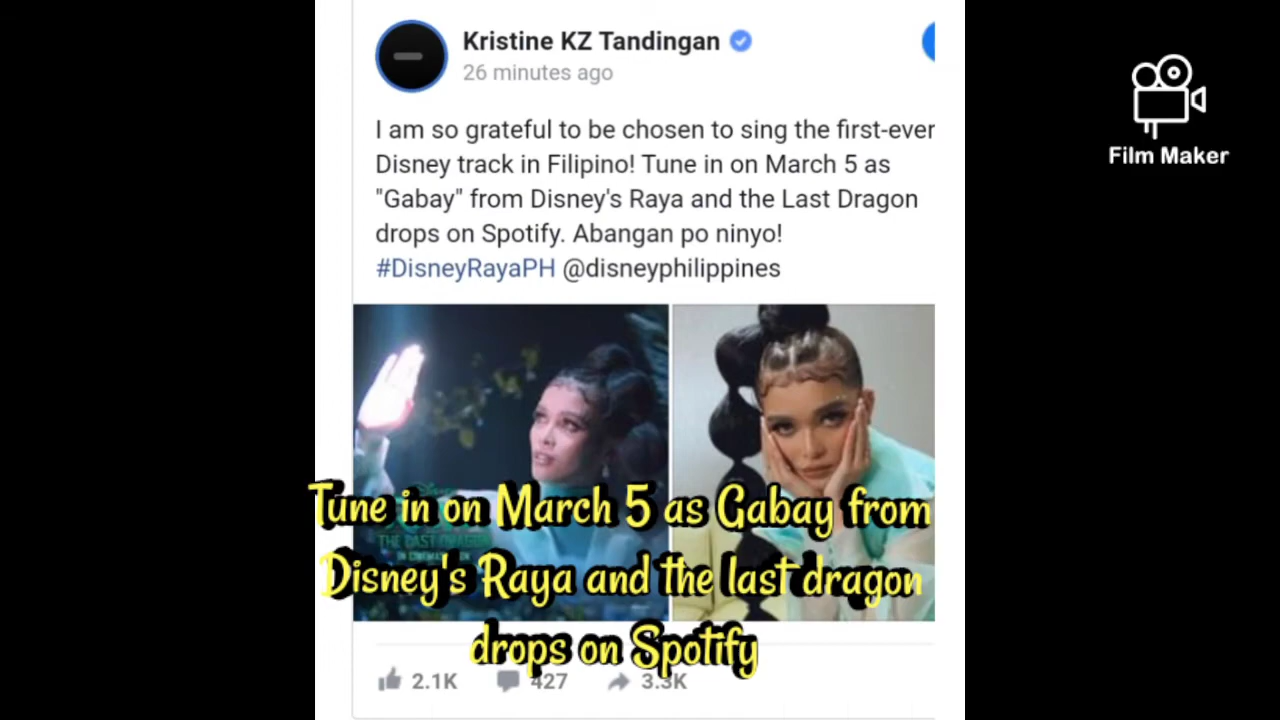 Kristine KZ Tandingan
26 minutes ago
I am so grateful to be chosen to sing the first-ever
Disney track in Filipino! Tune in on March 5 as
"Gabay" from Disney's Raya and the Last Dragon
drops on Spotify. Abangan po ninyo!
#DisneyRayaPH @disneyphilippines
Film Maker
Tune in on March 5 as Gabay from
Disney's Raya and the last dragon
drops on Spotify
THE LAST DRAGON
2.1K 427 3.3K